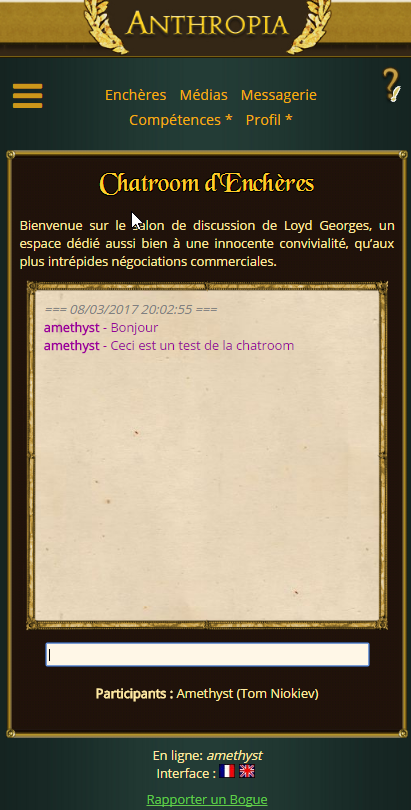 ANTHROPIA
Enchères Médias Messagerie
Compétences * Profil *
Chatroom d'Enchères
Bienvenue sur le salon de discussion de Loyd Georges, un
espace dédié aussi bien à une innocente convivialité, qu'aux
plus intrépides négociations commerciales.
=== 08/03/2017 20:02:55 ===
amethyst - Bonjour
amethyst - Ceci est un test de la chatroom
Participants : Amethyst (Tom Niokiev)
En ligne: amethyst
Interface :
Rapporter un Bogue